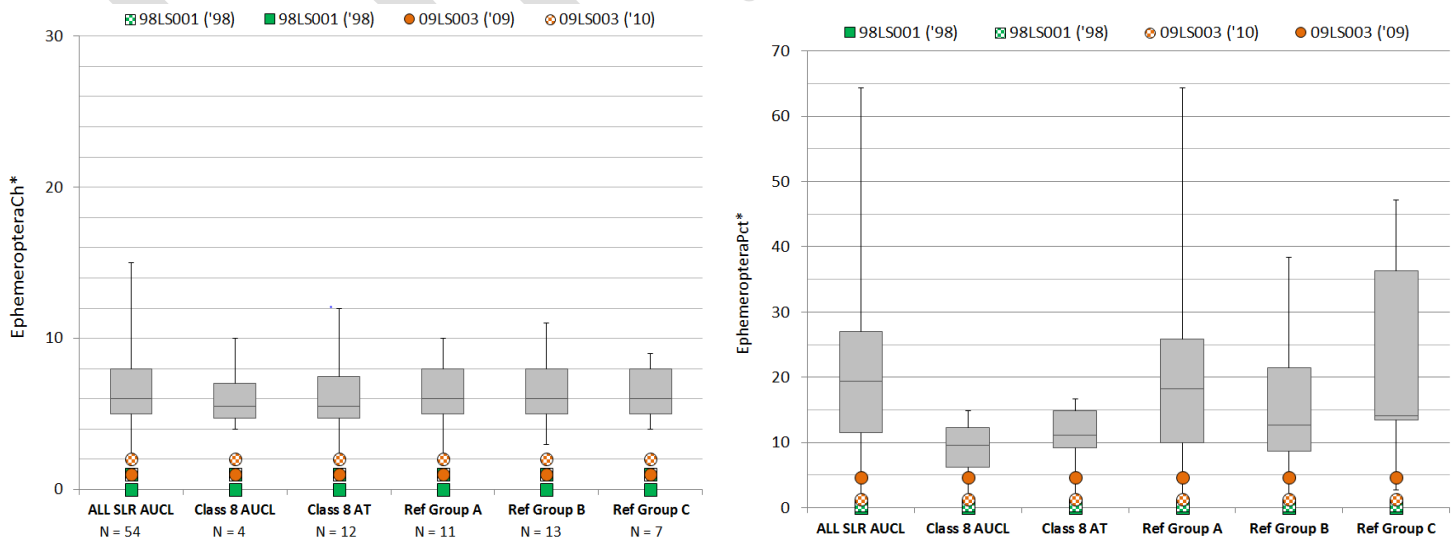 98LS001 ('98) 98LS001 ('98) 09LS003 ('09) 09LS003 ('10)
30
20
10
0
EphemeropteraCh*
ALL SLR AUCL Class 8 AUCL Class 8 AT Ref Group A Ref Group B Ref Group C
N = 54 N = 4 N = 12 N = 11 N = 13 N = 7
98LS001 ('98) 98LS001 ('98) 09LS003 ('10) 09LS003 ('09)
70
60
50
40
30
20
10
0
EphemeropteraPct*
ALL SLR AUCL Class 8 AUCL Class 8 AT Ref Group A Ref Group B Ref Group C